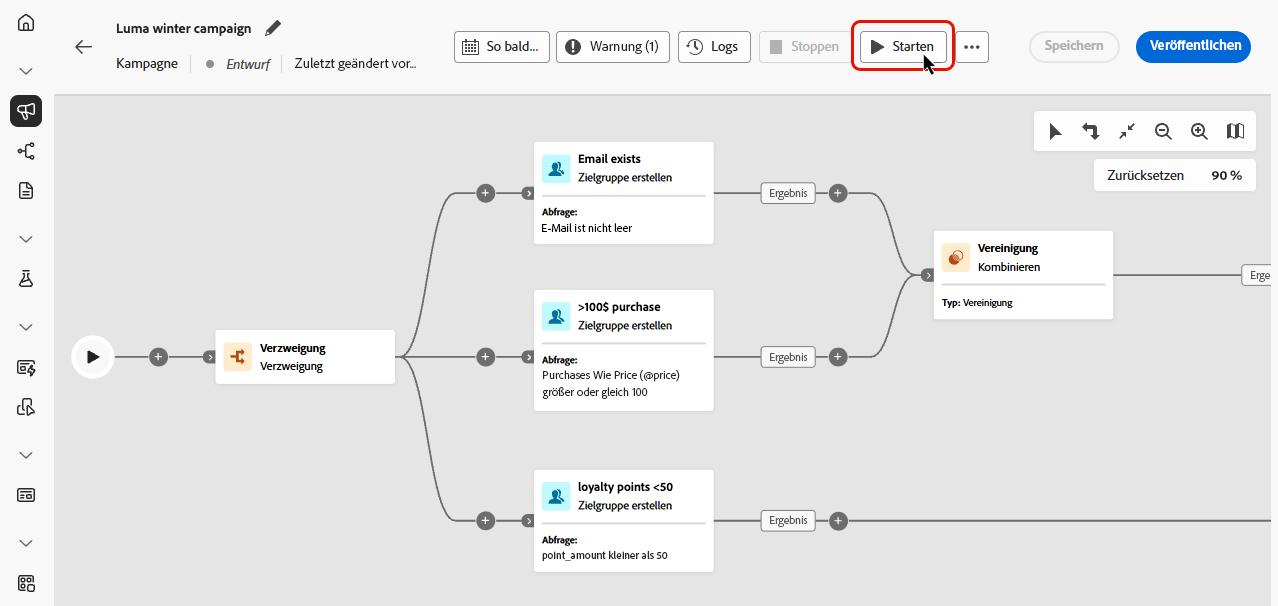 Luma winter campaign
Kampagne
Entwurf
Zuletzt geändert vor...
So bald...
Warnung (1)
Logs
Stoppen
Starten
Speichern
Veröffentlichen
Zurücksetzen 90 %
Email exists
Zielgruppe erstellen
Abfrage:
E-Mail ist nicht leer
Ergebnis
Vereinigung
Kombinieren
Typ: Vereinigung
Erge
>100$ purchase
Zielgruppe erstellen
Abfrage:
Purchases Wie Price (@price)
größer oder gleich 100
Ergebnis
Verzweigung
Verzweigung
loyalty points <50
Zielgruppe erstellen
Abfrage:
point_amount kleiner als 50
Ergebnis